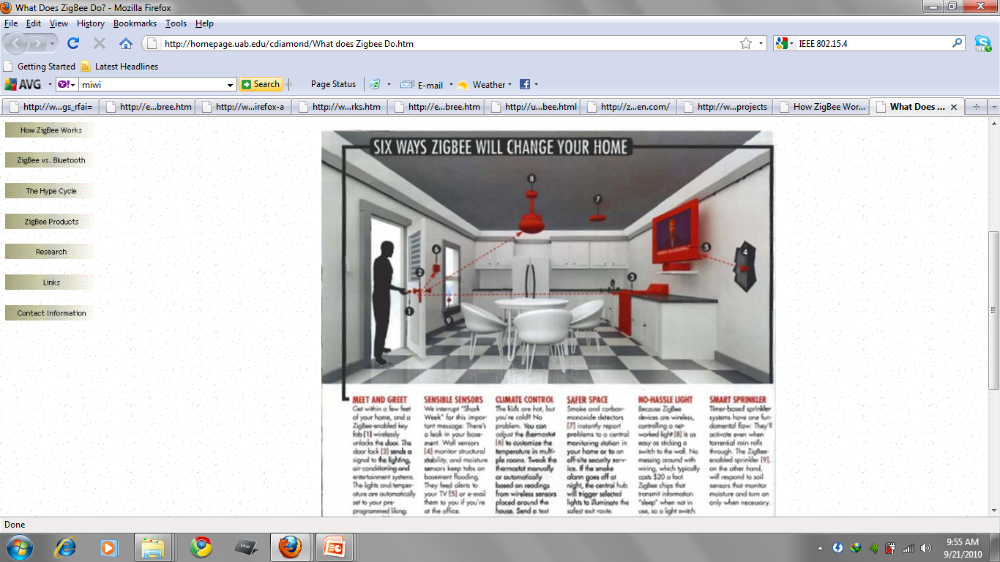 What Does ZigBee Do? - Mozilla Firefox
File Edit View History Bookmarks Tools Help
http://homepage.uab.edu/cdiamond/What does Zigbee Do.htm
IEEE 802.15.4
Getting Started Latest Headlines
AVG Y! miwi Search Page Status E-mail Weather
http://w...gs_rfai= http://e...bree.htm http://w...irefox-a http://w...rks.htm http://e...bree.htm http://u...bee.html http://z...en.com/ http://w...projects How ZigBee Wor... What Does ...
How ZigBee Works
ZigBee vs. Bluetooth
The Hype Cycle
ZigBee Products
Research
Links
Contact Information
SIX WAYS ZIGBEE WILL CHANGE YOUR HOME
8
7
6
5
4
2
3
1
9
MEET AND GREET
Get within a few feet
of your home, and a
ZigBee-enabled key
fob [1] wirelessly
unlocks the door. The
door lock [2] sends a
signal to the lighting,
air-conditioning and
entertainment systems.
The lights and temper-
ature are automatically
set to your pre-
programmed liking.
SENSIBLE SENSORS
We interrupt "Shark
Week" for this impor-
tant message: There's
a leak in your base-
ment. Wall sensors
[4] monitor structural
stability, and moisture
sensors keep tabs on
basement flooding.
They feed alerts to
your TV [5] or e-mail
them to you if you're
at the office.
CLIMATE CONTROL
The kids are hot, but
you're cold? No
problem. You can
adjust the thermostat
[6] to customize the
temperature in multi-
ple rooms. Tweak the
thermostat manually
or automatically
based on readings
from wireless sensors
placed around the
house. Send a text
SAFER SPACE
Smoke and carbon-
monoxide detectors
[7] instantly report
problems to a central
monitoring station in
your home or to an
off-site security serv-
ice. If the smoke
alarm goes off at
night, the central hub
will trigger selected
lights to illuminate the
safest exit route.
NO-HASSLE LIGHT
Because ZigBee
devices are wireless,
controlling a net-
worked light [8] is as
easy as sticking a
switch to the wall. No
messing around with
wiring, which typically
costs $20 a foot.
ZigBee chips that
transmit information
"sleep" when not in
use, so a light switch
SMART SPRINKLER
Timer-based sprinkler
systems have one fun-
damental flaw: They'll
activate even when
torrential rain rolls
through. The ZigBee-
enabled sprinkler [9],
on the other hand,
will respond to soil
sensors that monitor
moisture and turn on
only when necessary.
Done
9:55 AM
9/21/2010